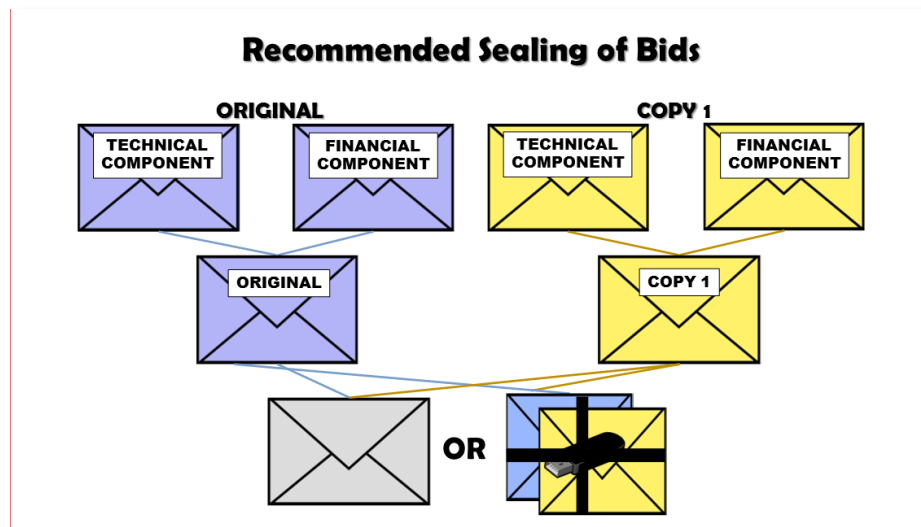 Recommended Sealing of Bids
ORIGINAL
COPY 1
TECHNICAL
COMPONENT
FINANCIAL
COMPONENT
TECHNICAL
COMPONENT
FINANCIAL
COMPONENT
ORIGINAL
COPY 1
OR